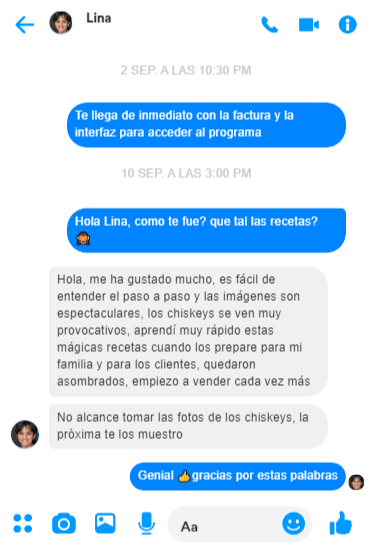 Lina
2 SEP. A LAS 10:30 PM
Te llega de inmediato con la factura y la
interfaz para acceder al programa
10 SEP. A LAS 3:00 PM
Hola Lina, como te fue? que tal las recetas?
Hola, me ha gustado mucho, es fácil de
entender el paso a paso y las imágenes son
espectaculares, los chiskeys se ven muy
provocativos, aprendí muy rápido estas
mágicas recetas cuando los prepare para mi
familia y para los clientes, quedaron
asombrados, empiezo a vender cada vez más
No alcance tomar las fotos de los chiskeys, la
próxima te los muestro
Genial 👍gracias por estas palabras
Aa